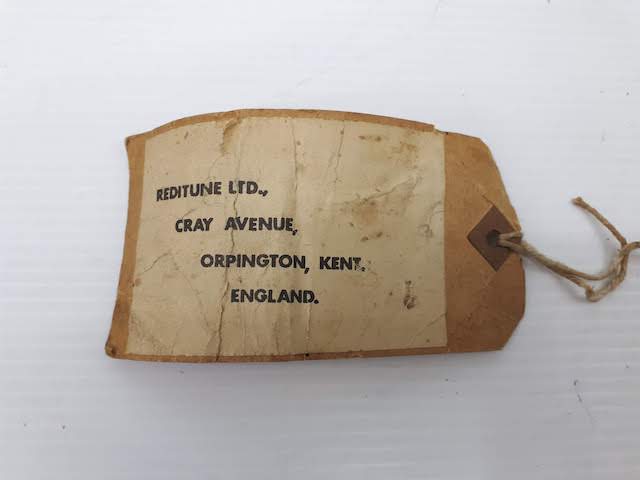 REDITUNE LTD.,
CRAY AVENUE,
ORPINGTON, KENT.
ENGLAND.